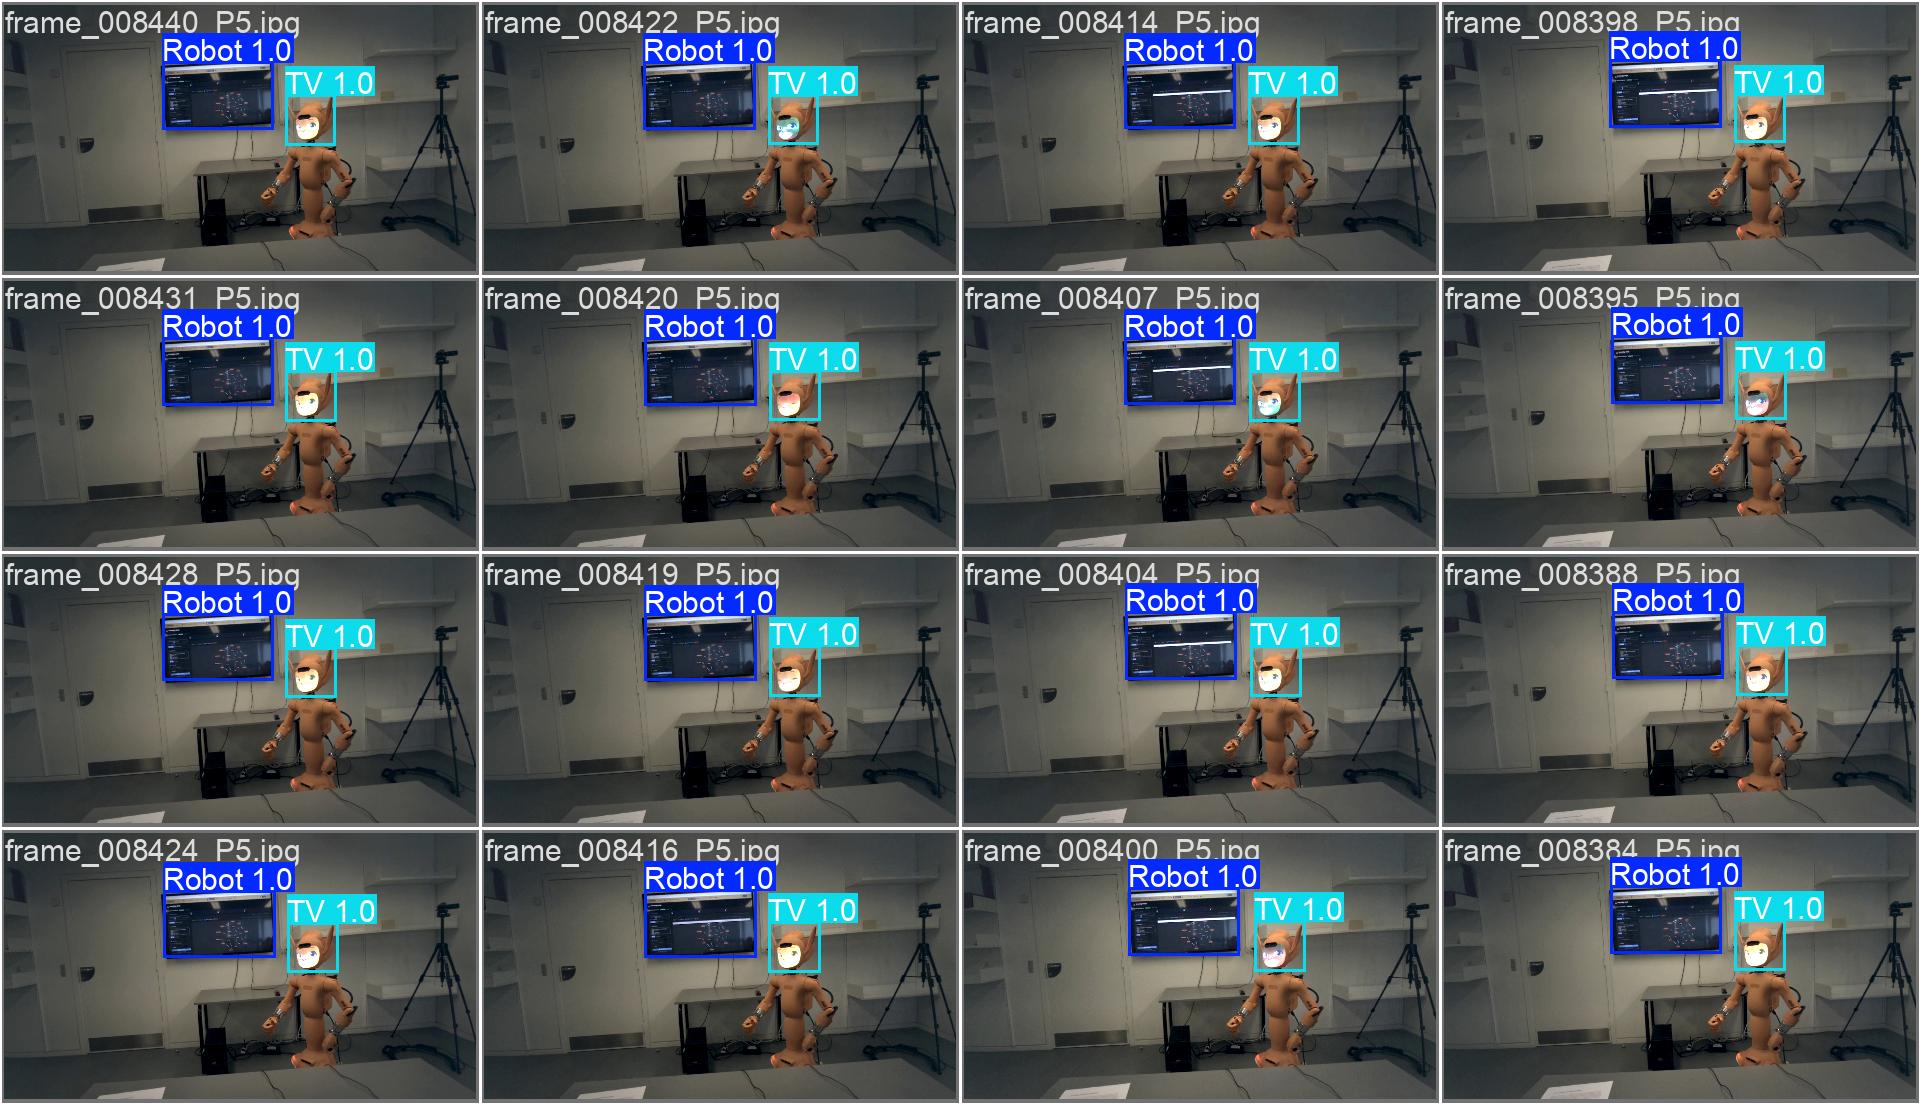 frame_008440_P5.jpg
Robot 1.0
TV 1.0
frame_008422_P5.jpg
Robot 1.0
TV 1.0
frame_008414_P5.jpg
Robot 1.0
TV 1.0
frame_008398_P5.jpg
Robot 1.0
TV 1.0
frame_008431_P5.jpg
Robot 1.0
TV 1.0
frame_008420_P5.jpg
Robot 1.0
TV 1.0
frame_008407_P5.jpg
Robot 1.0
TV 1.0
frame_008395_P5.jpg
Robot 1.0
TV 1.0
frame_008428_P5.jpg
Robot 1.0
TV 1.0
frame_008419_P5.jpg
Robot 1.0
TV 1.0
frame_008404_P5.jpg
Robot 1.0
TV 1.0
frame_008388_P5.jpg
Robot 1.0
TV 1.0
frame_008424_P5.jpg
Robot 1.0
TV 1.0
frame_008416_P5.jpg
Robot 1.0
TV 1.0
frame_008400_P5.jpg
Robot 1.0
TV 1.0
frame_008384_P5.jpg
Robot 1.0
TV 1.0